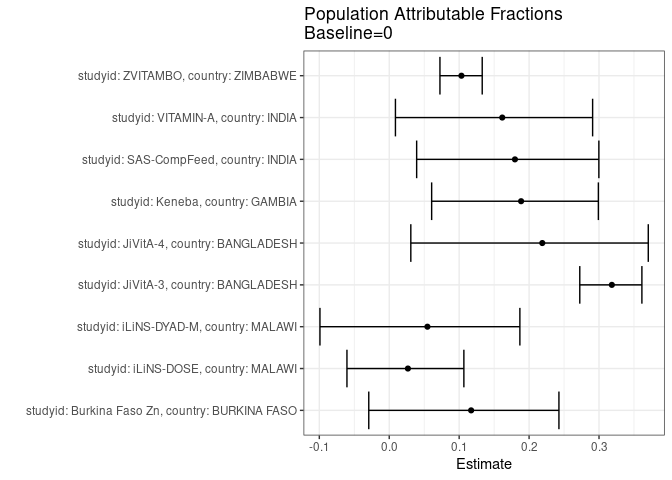 Population Attributable Fractions
Baseline=0
studyid: ZVITAMBO, country: ZIMBABWE
studyid: VITAMIN-A, country: INDIA
studyid: SAS-CompFeed, country: INDIA
studyid: Keneba, country: GAMBIA
studyid: JiVitA-4, country: BANGLADESH
studyid: JiVitA-3, country: BANGLADESH
studyid: iLiNS-DYAD-M, country: MALAWI
studyid: iLiNS-DOSE, country: MALAWI
studyid: Burkina Faso Zn, country: BURKINA FASO
-0.1 0.0 0.1 0.2 0.3
Estimate